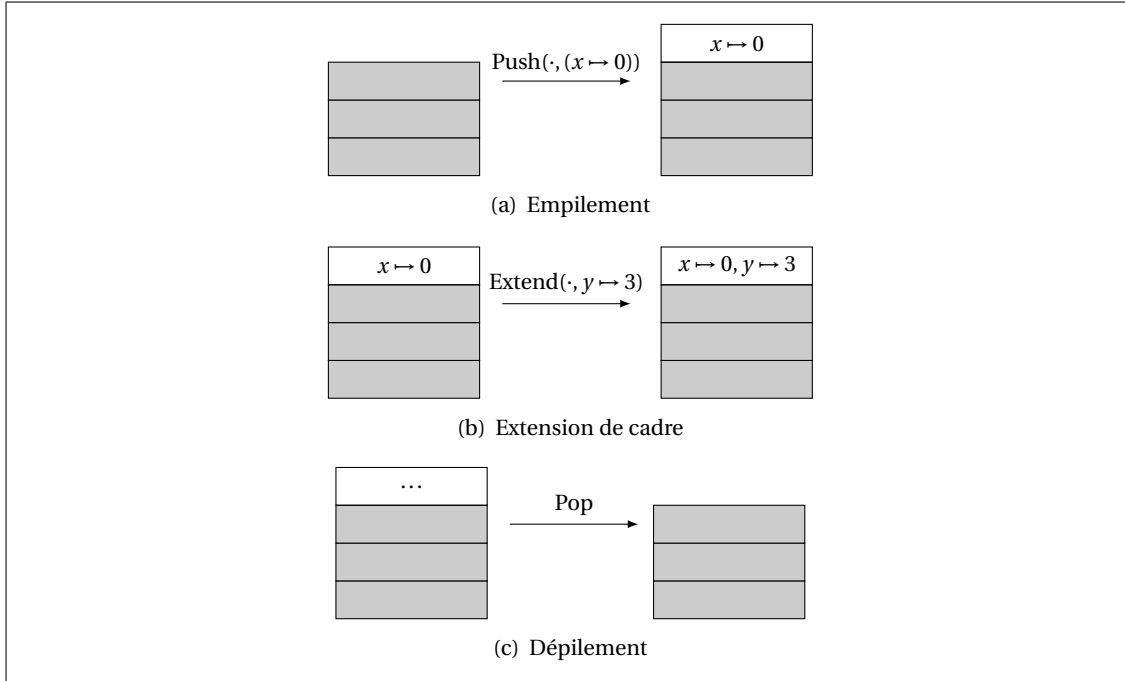 x ↦ 0
Push(·, (x ↦ 0))
(a) Empilement
x ↦ 0
Extend(·, y ↦ 3)
x ↦ 0, y ↦ 3
(b) Extension de cadre
...
Pop
(c) Dépilement